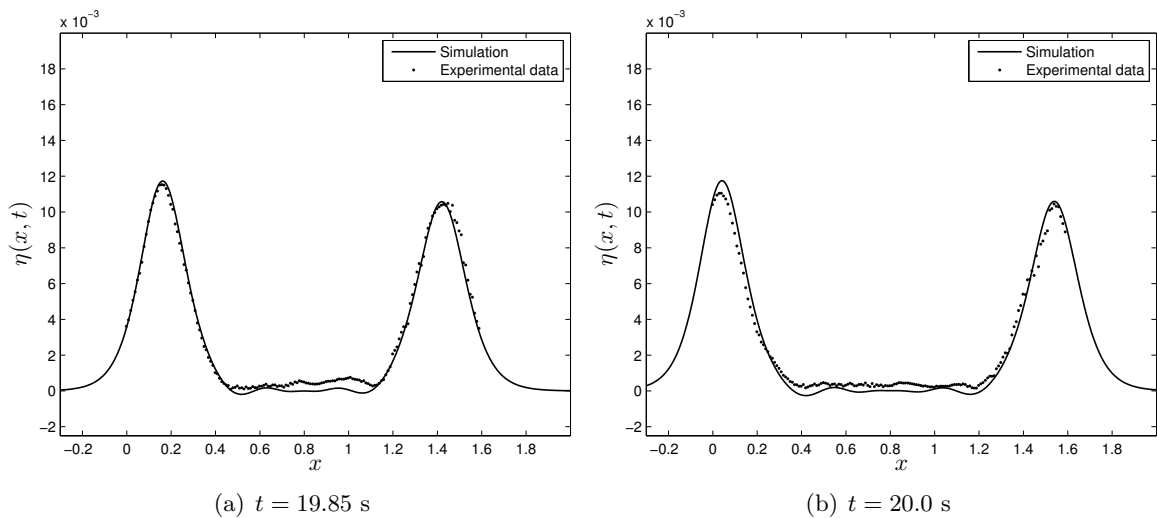 x 10⁻³
18
16
14
12
10
8
6
4
2
0
−2
η(x, t)
Simulation
Experimental data
−0.2 0 0.2 0.4 0.6 0.8 1 1.2 1.4 1.6 1.8
x
(a) t = 19.85 s
x 10⁻³
18
16
14
12
10
8
6
4
2
0
−2
η(x, t)
Simulation
Experimental data
−0.2 0 0.2 0.4 0.6 0.8 1 1.2 1.4 1.6 1.8
x
(b) t = 20.0 s